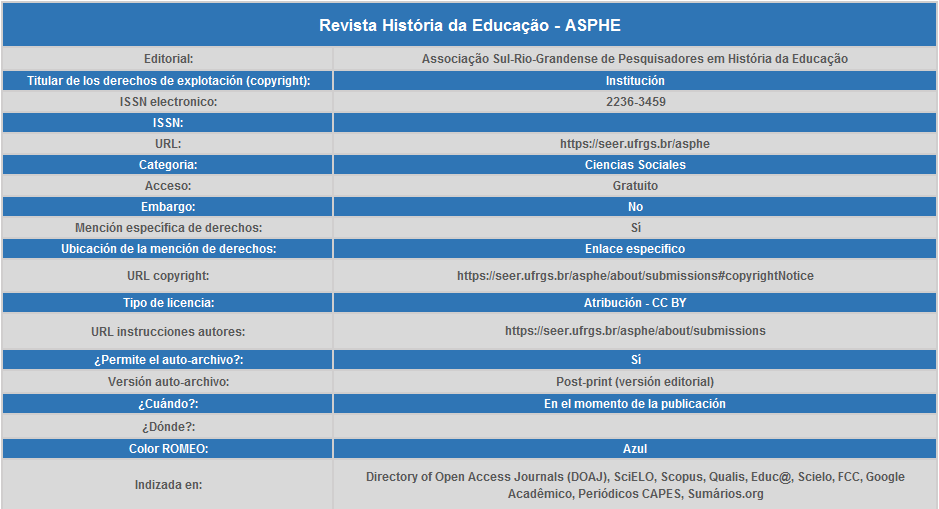 Revista História da Educação - ASPHE
Editorial: Associação Sul-Rio-Grandense de Pesquisadores em História da Educação
Titular de los derechos de explotación (copyright): Institución
ISSN electronico: 2236-3459
ISSN:
URL: https://seer.ufrgs.br/asphe
Categoria: Ciencias Sociales
Acceso: Gratuito
Embargo: No
Mención específica de derechos: Sí
Ubicación de la mención de derechos: Enlace específico
URL copyright: https://seer.ufrgs.br/asphe/about/submissions#copyrightNotice
Tipo de licencia: Atribución - CC BY
URL instrucciones autores: https://seer.ufrgs.br/asphe/about/submissions
¿Permite el auto-archivo?: Sí
Versión auto-archivo: Post-print (versión editorial)
¿Cuándo?: En el momento de la publicación
¿Dónde?:
Color ROMEO: Azul
Indizada en: Directory of Open Access Journals (DOAJ), SciELO, Scopus, Qualis, Educ@, Scielo, FCC, Google
Acadêmico, Periódicos CAPES, Sumários.org